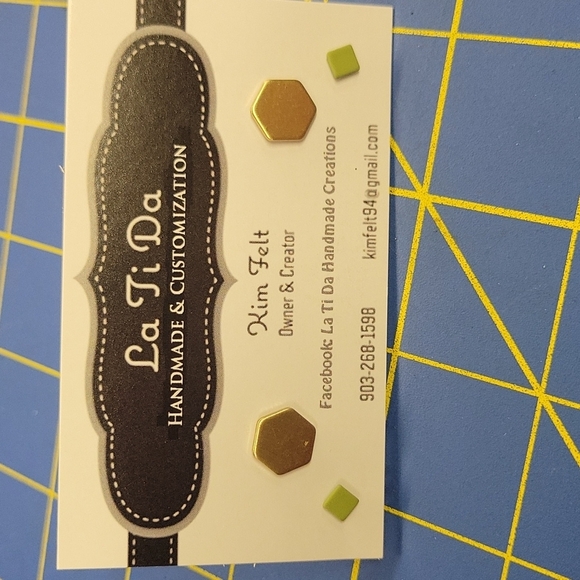 La Ti Da
HANDMADE & CUSTOMIZATION
Kim Felt
Owner & Creator
Facebook: La Ti Da Handmade Creations
903-268-1598 kimfelt94@gmail.com